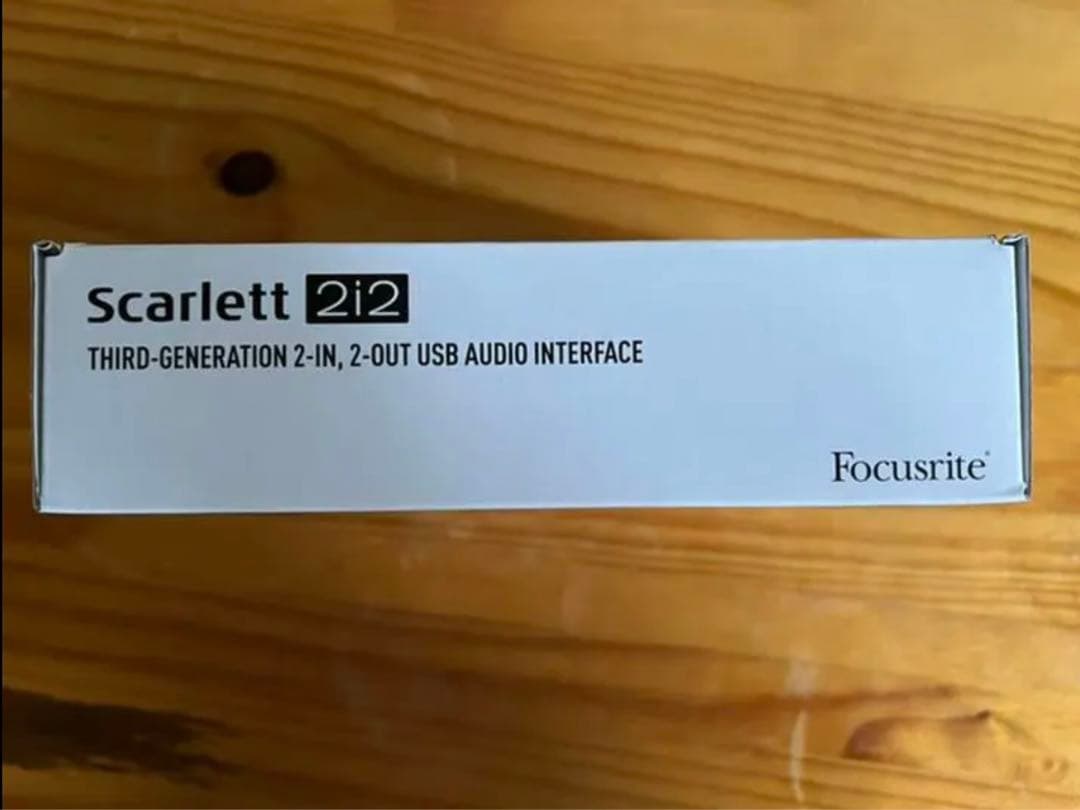 Scarlett 2i2
THIRD-GENERATION 2-IN, 2-OUT USB AUDIO INTERFACE
Focusrite®